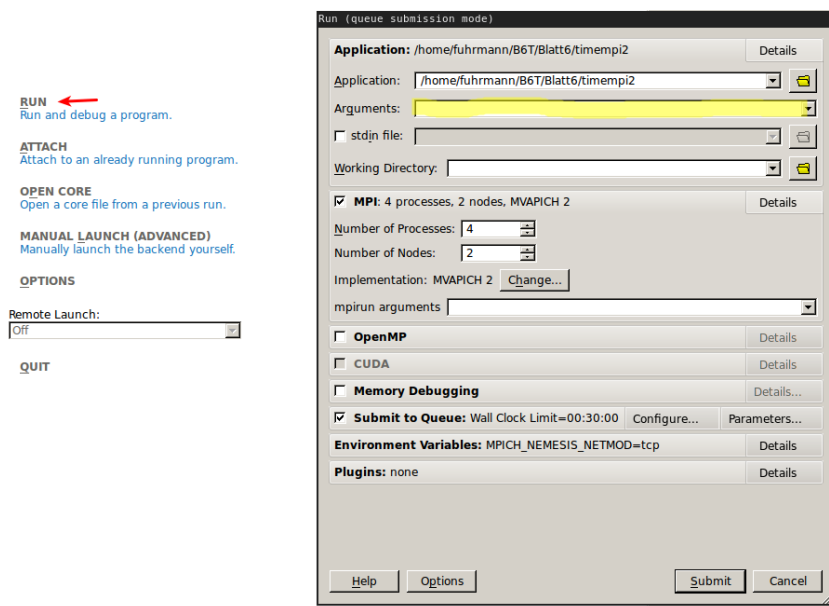 RUN
Run and debug a program.
ATTACH
Attach to an already running program.
OPEN CORE
Open a core file from a previous run.
MANUAL LAUNCH (ADVANCED)
Manually launch the backend yourself.
OPTIONS
Remote Launch:
Off
QUIT
Run (queue submission mode)
Application: /home/fuhrmann/B6T/Blatt6/timempi2 Details
Application: /home/fuhrmann/B6T/Blatt6/timempi2
Arguments:
stdin file:
Working Directory:
MPI: 4 processes, 2 nodes, MVAPICH 2 Details
Number of Processes: 4
Number of Nodes: 2
Implementation: MVAPICH 2 Change...
mpirun arguments
OpenMP Details
CUDA Details
Memory Debugging Details...
Submit to Queue: Wall Clock Limit=00:30:00 Configure... Parameters...
Environment Variables: MPICH_NEMESIS_NETMOD=tcp Details
Plugins: none Details
Help Options Submit Cancel